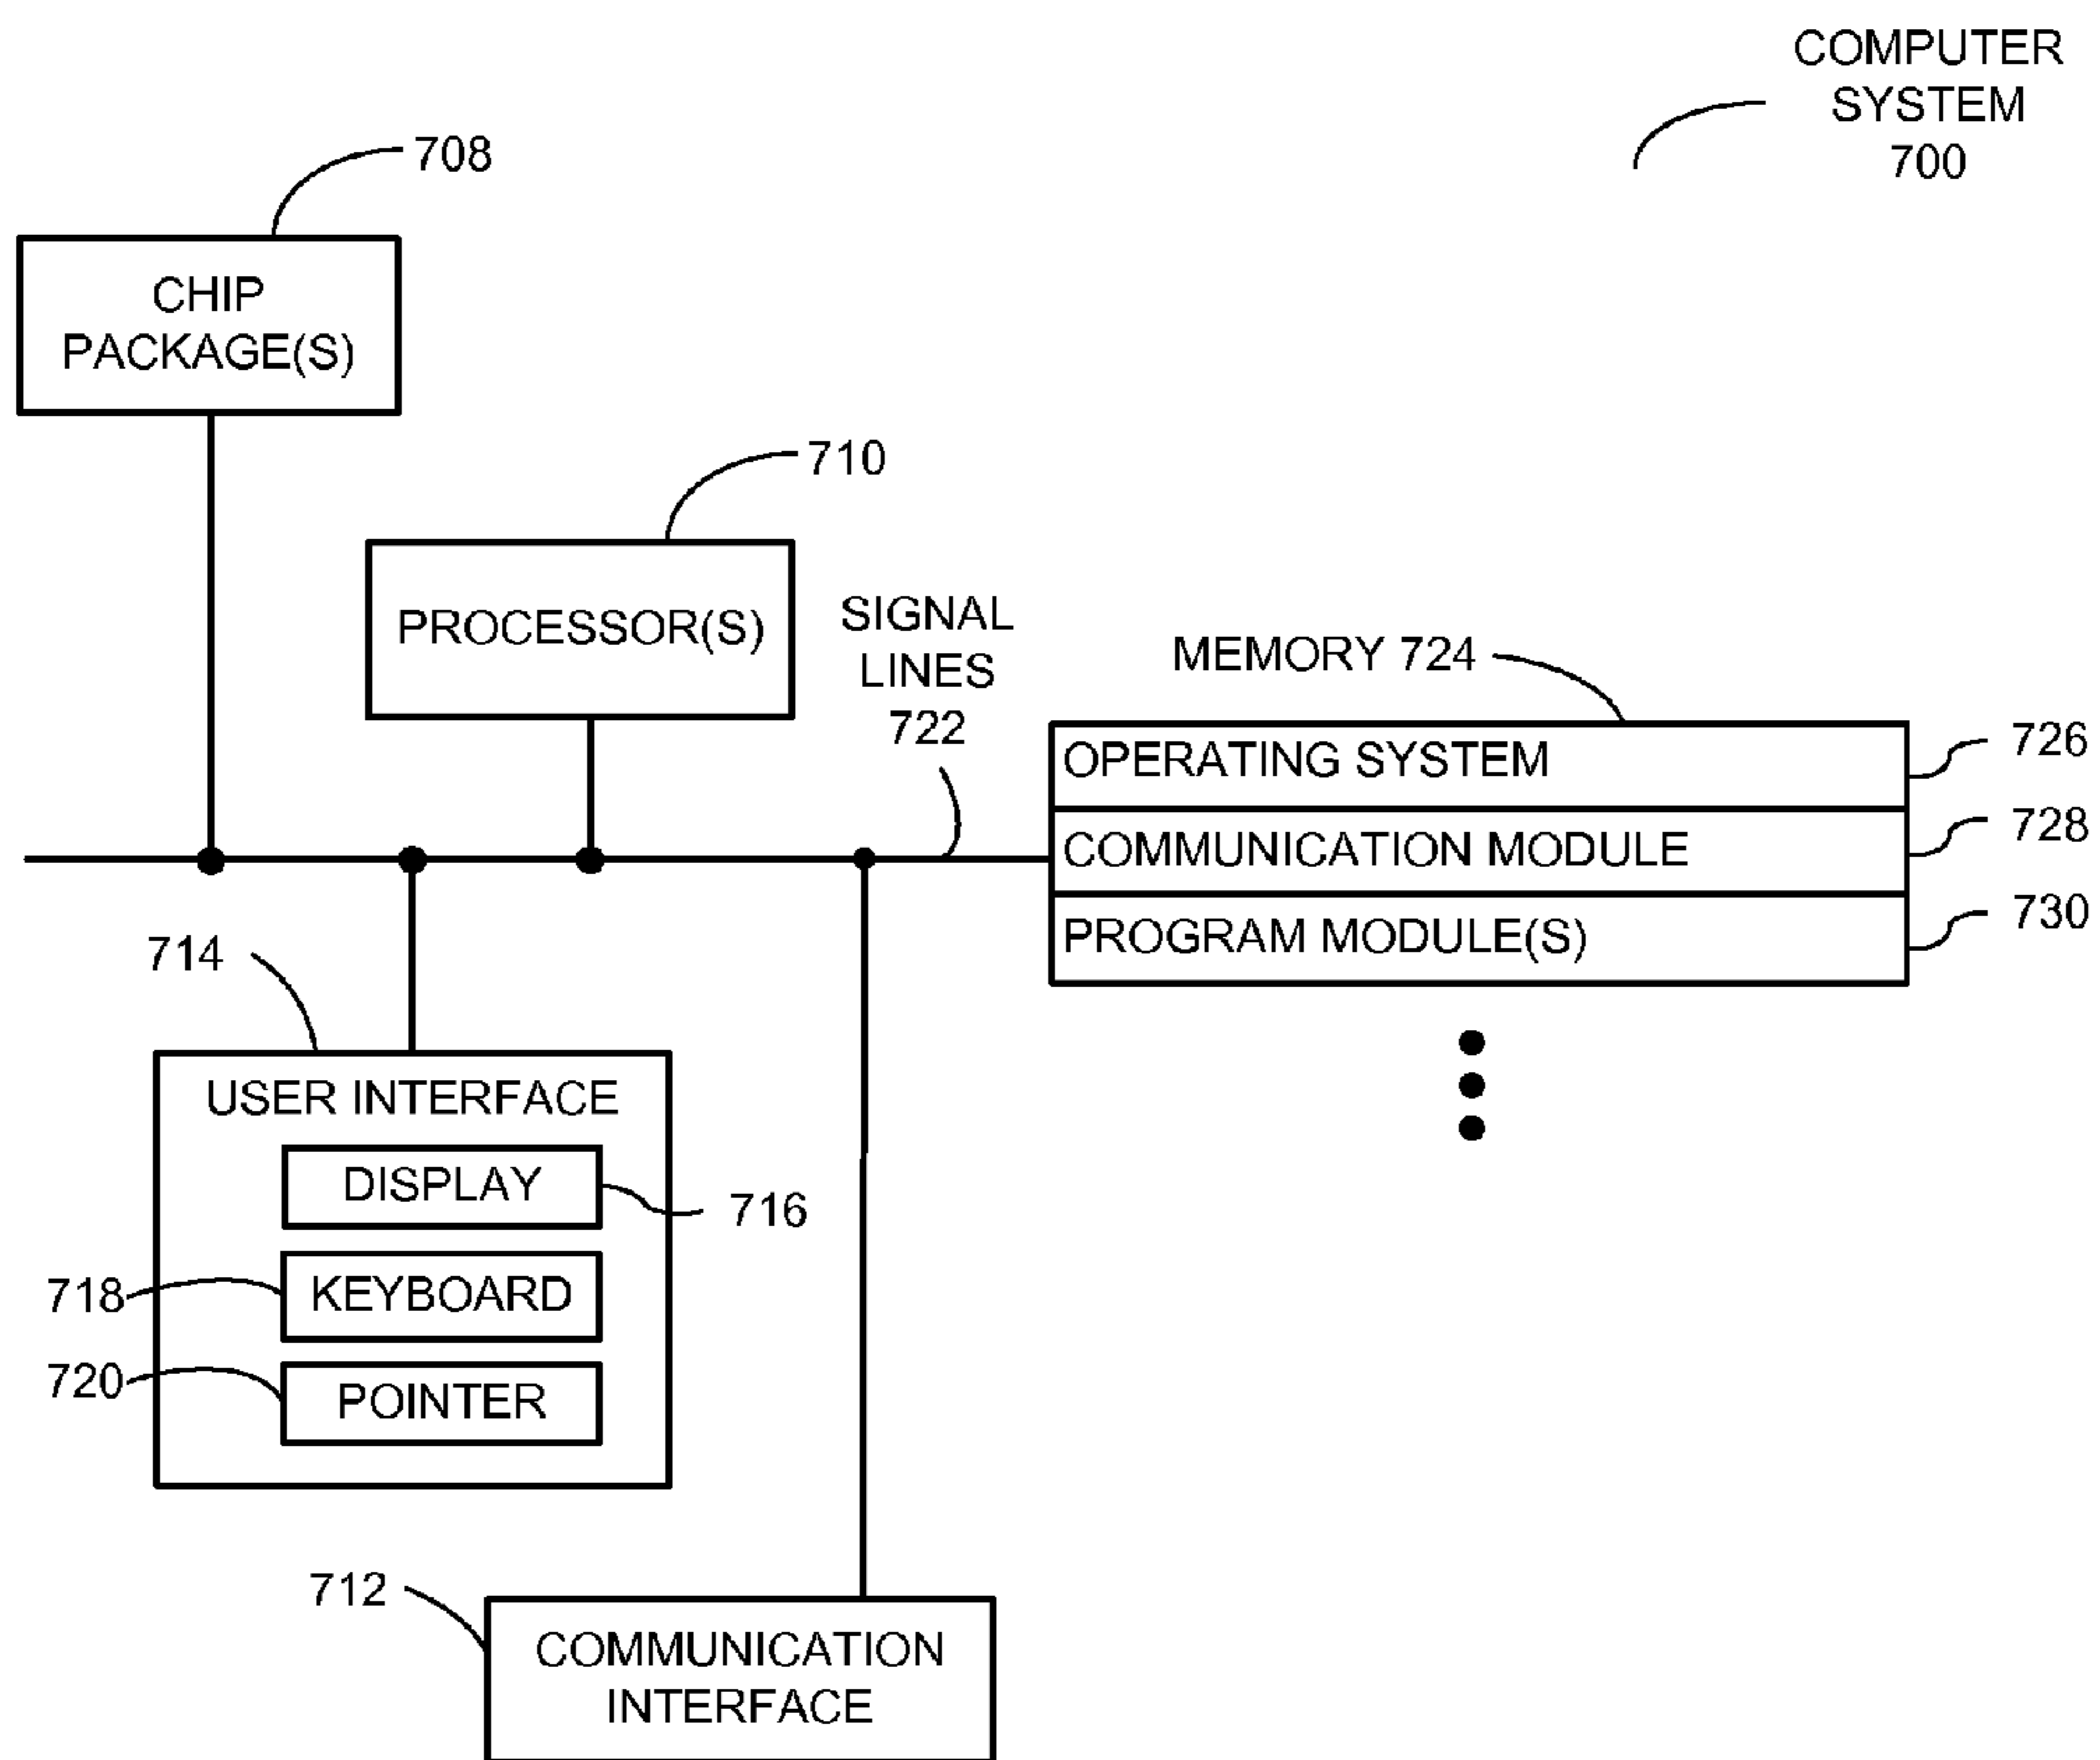 COMPUTER
SYSTEM
700
708
CHIP
PACKAGE(S)
710
PROCESSOR(S)
SIGNAL
LINES
722
MEMORY 724
OPERATING SYSTEM
726
COMMUNICATION MODULE
728
PROGRAM MODULE(S)
730
714
USER INTERFACE
DISPLAY
716
718
KEYBOARD
720
POINTER
712
COMMUNICATION
INTERFACE